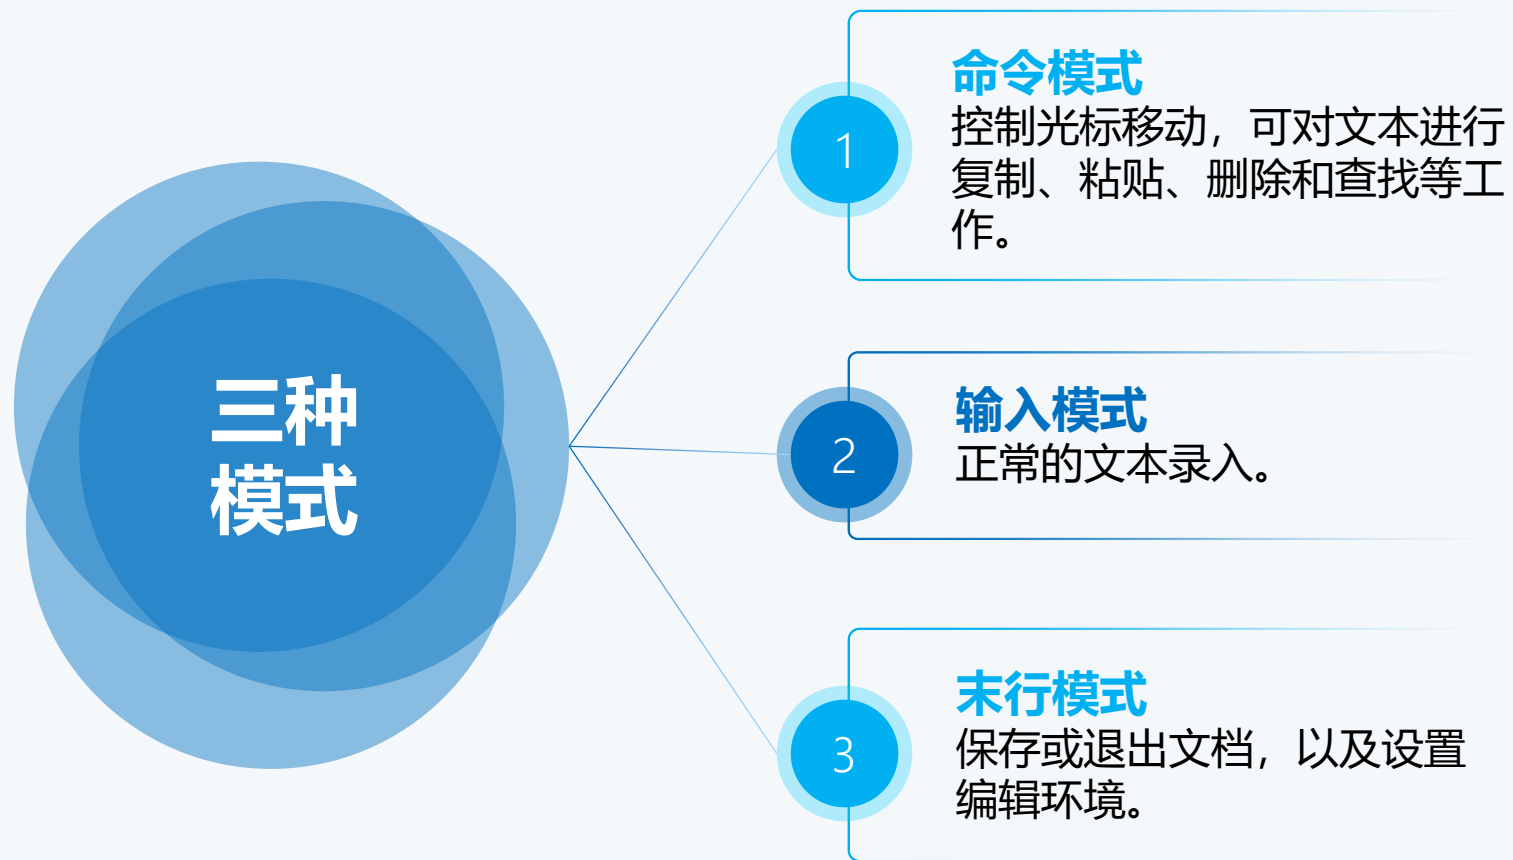 三种
模式
1
命令模式
控制光标移动，可对文本进行
复制、粘贴、删除和查找等工
作。
2
输入模式
正常的文本录入。
3
末行模式
保存或退出文档，以及设置
编辑环境。